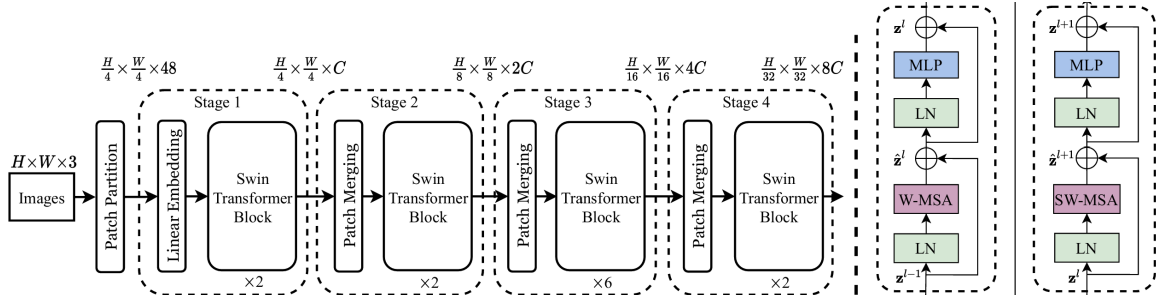 H/4 × W/4 × 48
H/4 × W/4 × C
H/8 × W/8 × 2C
H/16 × W/16 × 4C
H/32 × W/32 × 8C
Stage 1
Stage 2
Stage 3
Stage 4
H×W×3
Images
Patch Partition
Linear Embedding
Swin
Transformer
Block
×2
Patch Merging
Swin
Transformer
Block
×2
Patch Merging
Swin
Transformer
Block
×6
Patch Merging
Swin
Transformer
Block
×2
z^l
MLP
LN
ẑ^l
W-MSA
LN
z^{l-1}
z^{l+1}
MLP
LN
ẑ^{l+1}
SW-MSA
LN
z^l